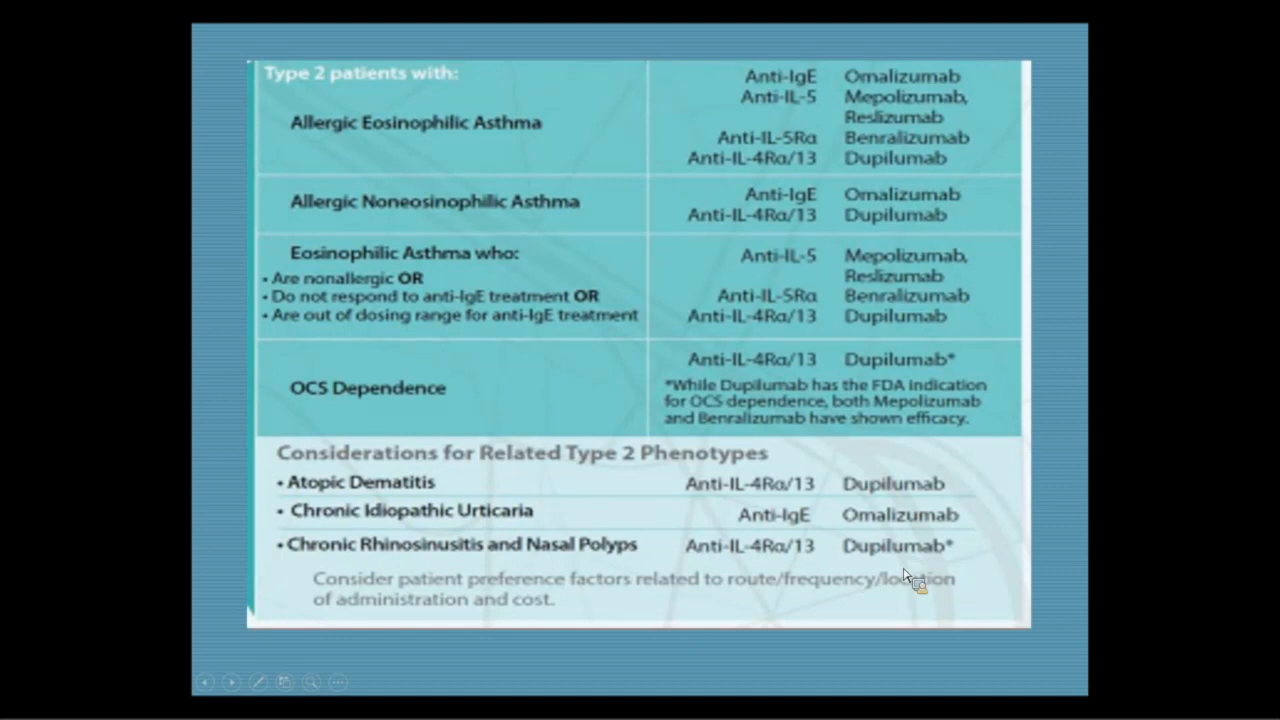 Type 2 patients with:
Allergic Eosinophilic Asthma
Anti-IgE Omalizumab
Anti-IL-5 Mepolizumab,
Reslizumab
Anti-IL-5Rα Benralizumab
Anti-IL-4Rα/13 Dupilumab
Allergic Noneosinophilic Asthma
Anti-IgE Omalizumab
Anti-IL-4Rα/13 Dupilumab
Eosinophilic Asthma who:
• Are nonallergic OR
• Do not respond to anti-IgE treatment OR
• Are out of dosing range for anti-IgE treatment
Anti-IL-5 Mepolizumab,
Reslizumab
Anti-IL-5Rα Benralizumab
Anti-IL-4Rα/13 Dupilumab
OCS Dependence
Anti-IL-4Rα/13 Dupilumab*
*While Dupilumab has the FDA indication
for OCS dependence, both Mepolizumab
and Benralizumab have shown efficacy.
Considerations for Related Type 2 Phenotypes
• Atopic Dematitis Anti-IL-4Rα/13 Dupilumab
• Chronic Idiopathic Urticaria Anti-IgE Omalizumab
• Chronic Rhinosinusitis and Nasal Polyps Anti-IL-4Rα/13 Dupilumab*
Consider patient preference factors related to route/frequency/location
of administration and cost.